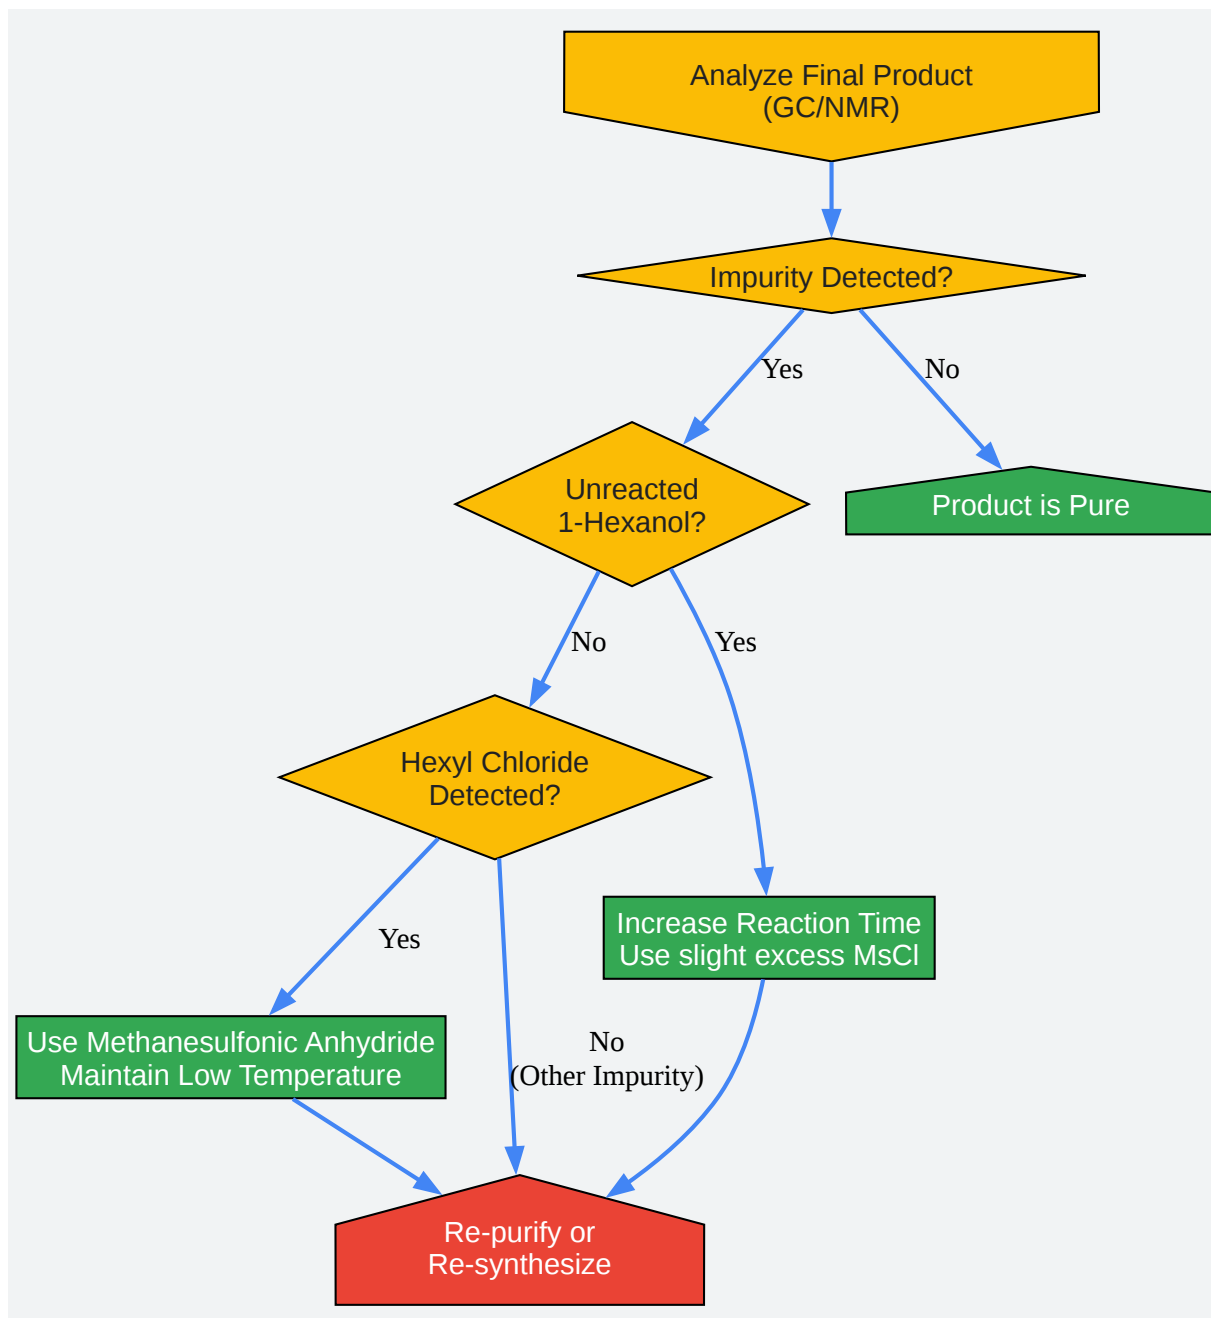 Analyze Final Product
(GC/NMR)
Impurity Detected?
Yes
No
Unreacted
1-Hexanol?
Product is Pure
No
Yes
Hexyl Chloride
Detected?
Increase Reaction Time
Use slight excess MsCl
Yes
Use Methanesulfonic Anhydride
Maintain Low Temperature
No
(Other Impurity)
Re-purify or
Re-synthesize